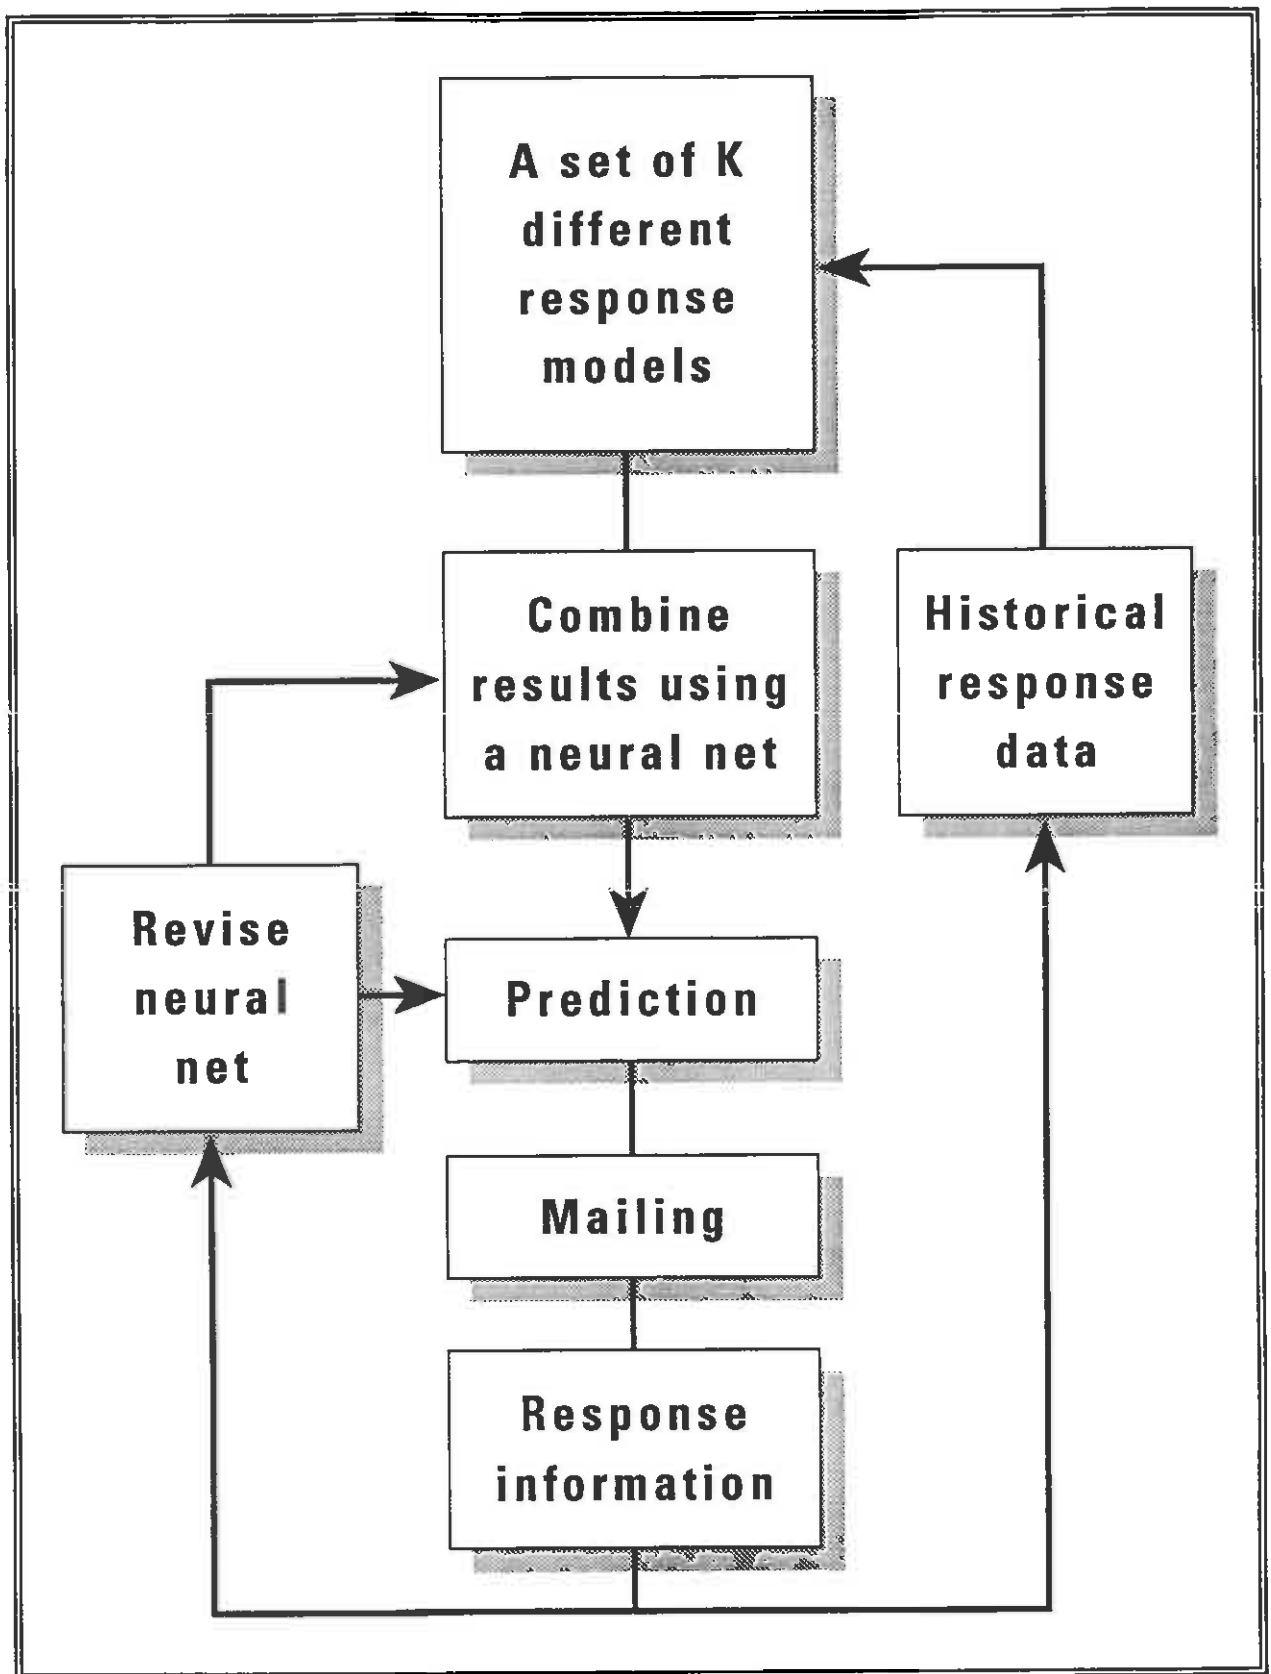 A set of K
different
response
models
Combine
results using
a neural net
Historical
response
data
Revise
neural
net
Prediction
Mailing
Response
information